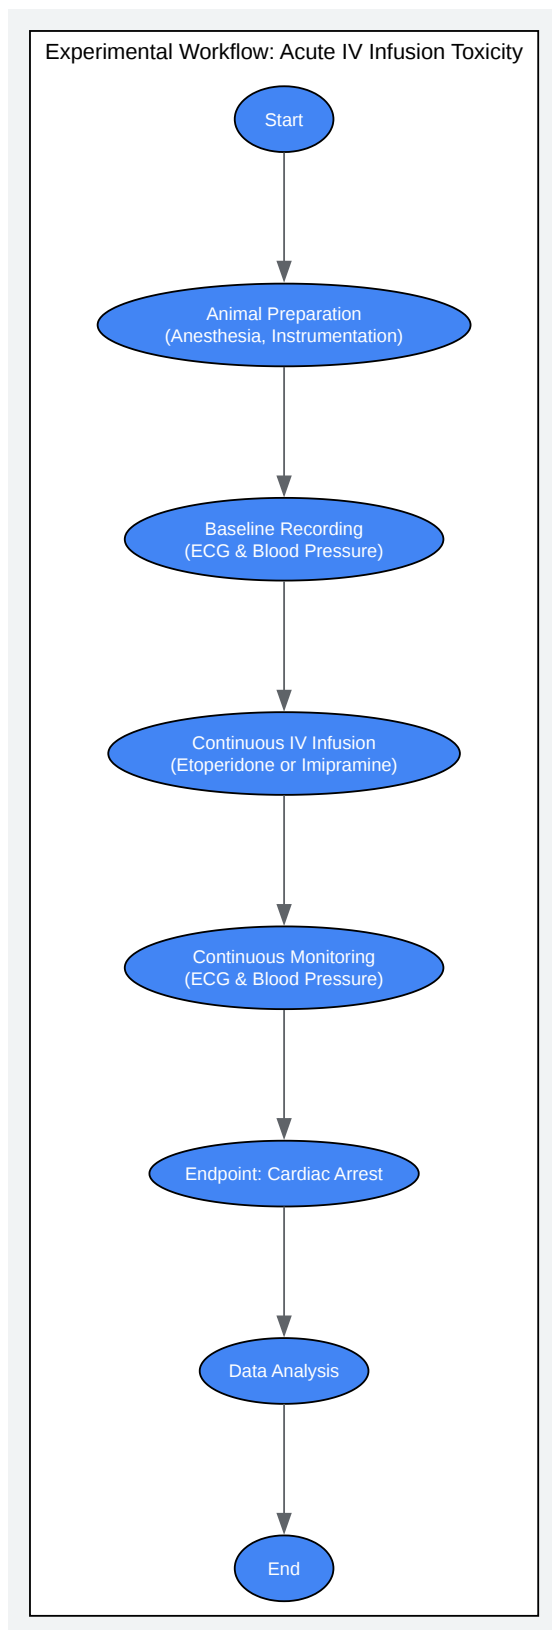 Experimental Workflow: Acute IV Infusion Toxicity
Start
Animal Preparation
(Anesthesia, Instrumentation)
Baseline Recording
(ECG & Blood Pressure)
Continuous IV Infusion
(Etoperidone or Imipramine)
Continuous Monitoring
(ECG & Blood Pressure)
Endpoint: Cardiac Arrest
Data Analysis
End